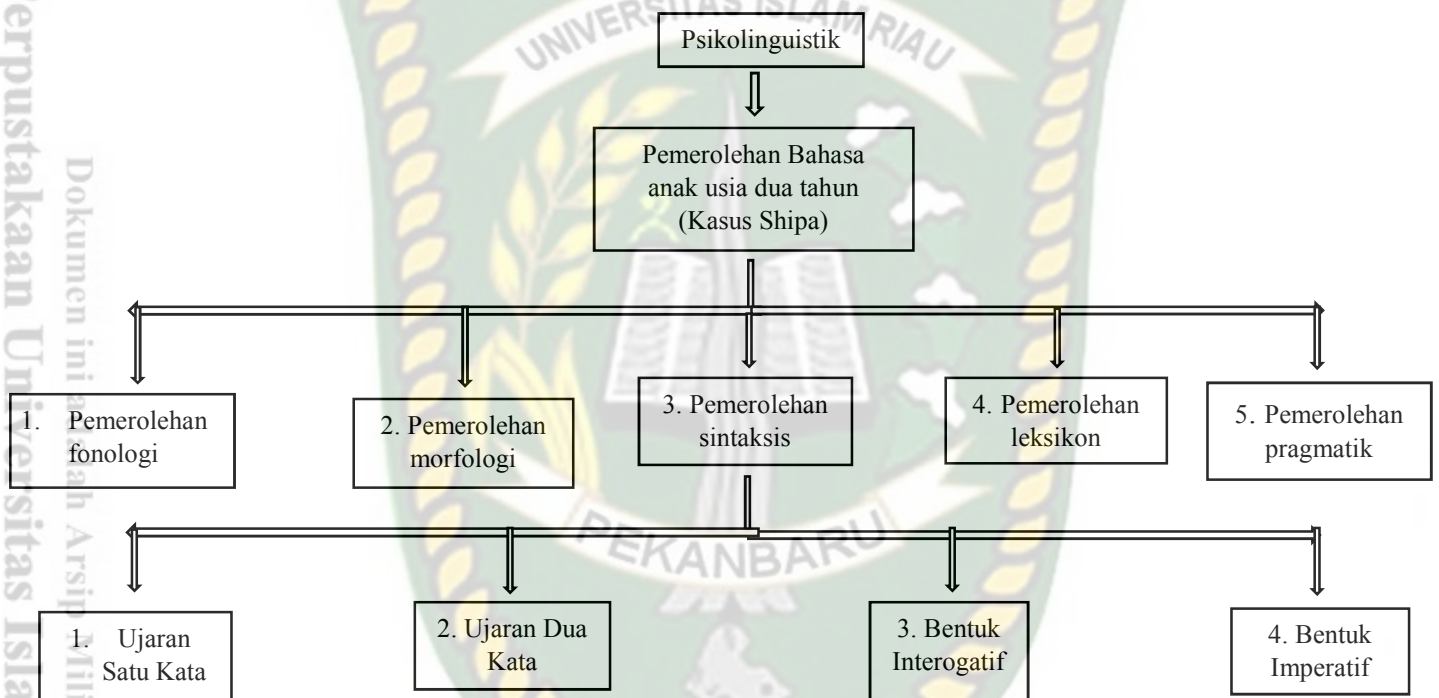 UNIVERSITAS ISLAM RIAU
Psikolinguistik
Pemerolehan Bahasa
anak usia dua tahun
(Kasus Shipa)
1. Pemerolehan
fonologi
2. Pemerolehan
morfologi
3. Pemerolehan
sintaksis
4. Pemerolehan
leksikon
5. Pemerolehan
pragmatik
PEKANBARU
1. Ujaran
Satu Kata
2. Ujaran Dua
Kata
3. Bentuk
Interogatif
4. Bentuk
Imperatif
Universitas
Dokumen ini adalah Arsip